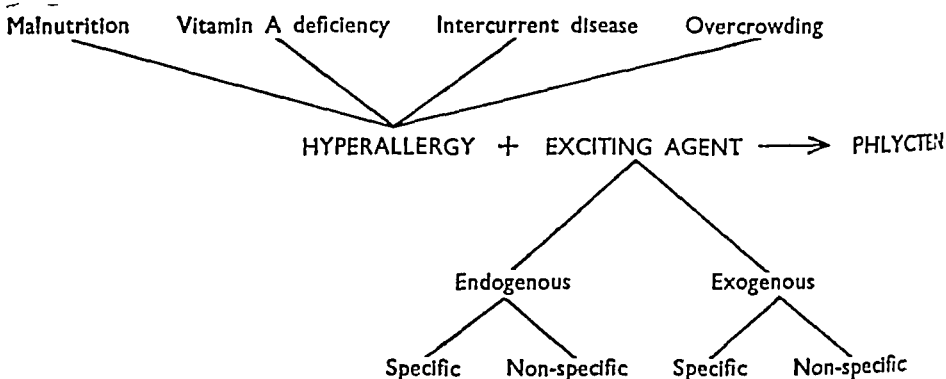 Malnutrition Vitamin A deficiency Intercurrent disease Overcrowding
HYPERALLERGY + EXCITING AGENT → PHLYCTEN
Endogenous Exogenous
Specific Non-specific Specific Non-specific